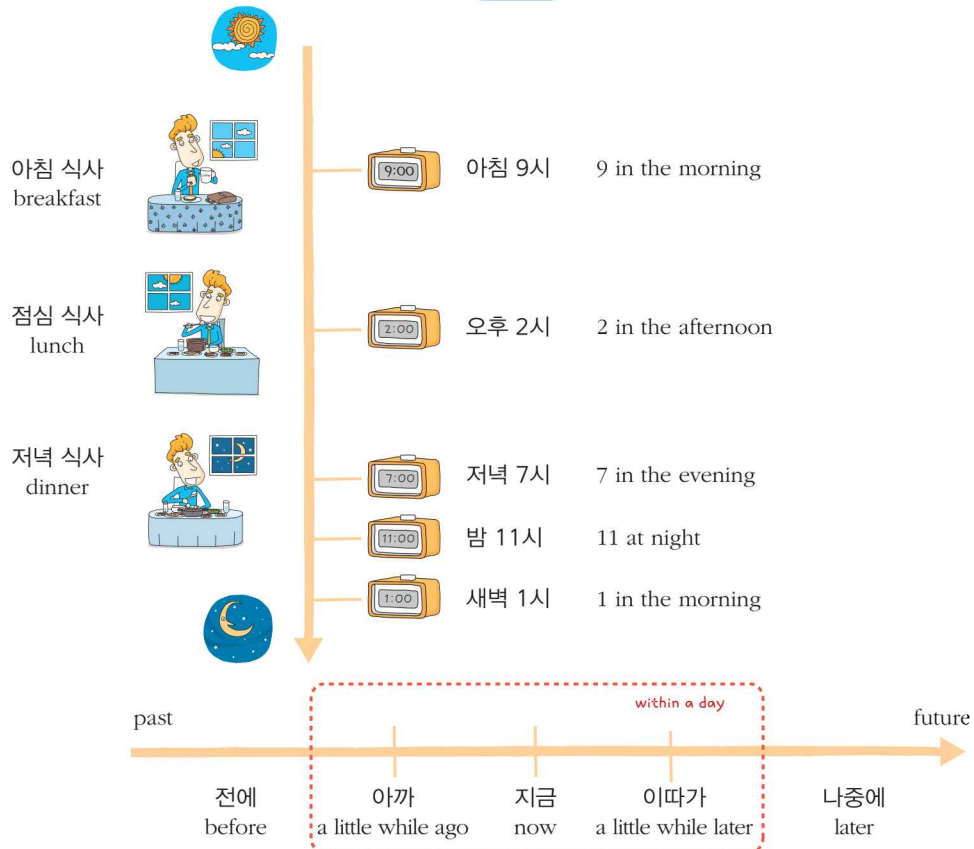 아침 식사
breakfast
9:00
아침 9시 9 in the morning
점심 식사
lunch
2:00
오후 2시 2 in the afternoon
저녁 식사
dinner
7:00
저녁 7시 7 in the evening
11:00
밤 11시 11 at night
1:00
새벽 1시 1 in the morning
within a day
past future
전에 아까 지금 이따가 나중에
before a little while ago now a little while later later